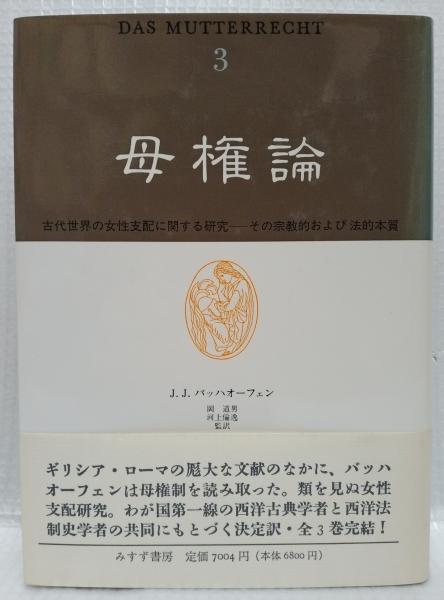 DAS MUTTERRECHT
3
母権論
古代世界の女性支配に関する研究──その宗教的および法的本質
J. J. バッハオーフェン
岡 道男
河上倫逸
監訳
ギリシア・ローマの厖大な文献のなかに、バッハ
オーフェンは母権制を読み取った。類を見ぬ女性
支配研究。わが国第一線の西洋古典学者と西洋法
制史学者の共同にもとづく決定訳・全3巻完結！
みすず書房 定価7004円（本体6800円）